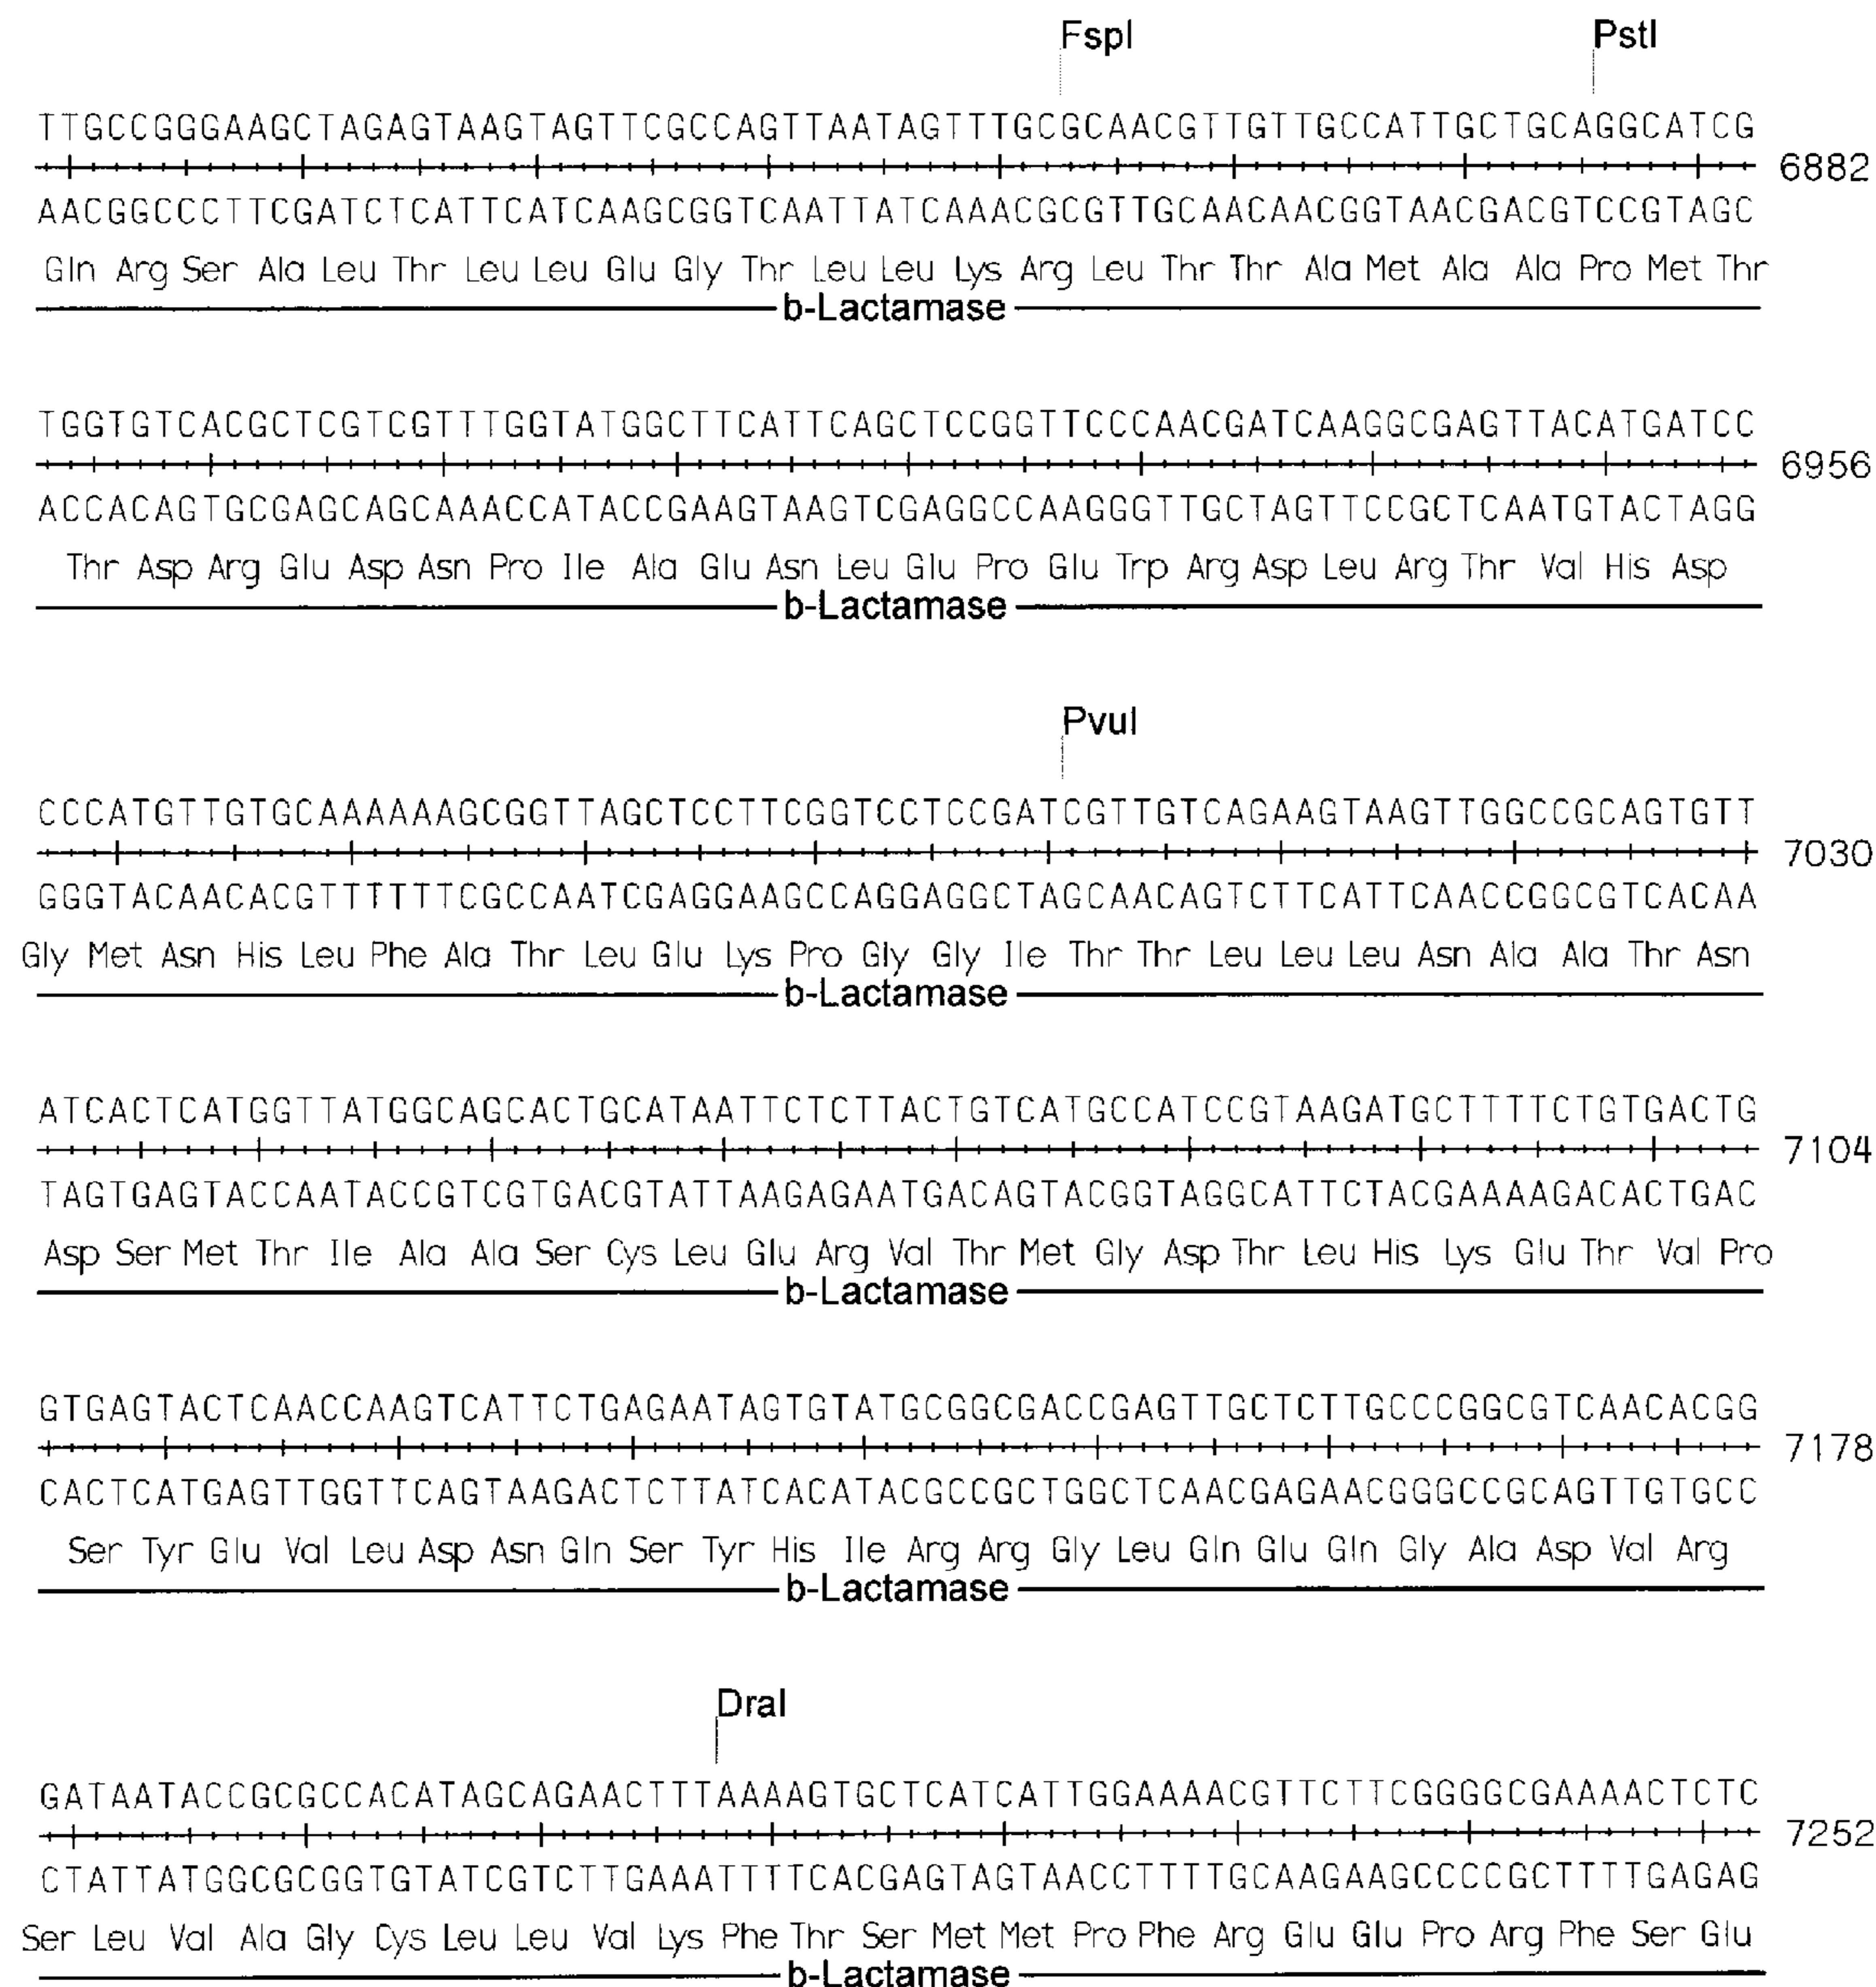 FspI PstI
TTGCCGGGAAGCTAGAGTAAGTAGTTCGCCAGTTAATAGTTTGCGCAACGTTGTTGCCATTGCTGCAGGCATCG
6882
AACGGCCCTTCGATCTCATTCATCAAGCGGTCAATTATCAAACGCGTTGCAACAACGGTAACGACGTCCGTAGC
Gln Arg Ser Ala Leu Thr Leu Leu Glu Gly Thr Leu Leu Lys Arg Leu Thr Thr Ala Met Ala Ala Pro Met Thr
b-Lactamase
TGGTGTCACGCTCGTCGTTTGGTATGGCTTCATTCAGCTCCGGTTCCCAACGATCAAGGCGAGTTACATGATCC
6956
ACCACAGTGCGAGCAGCAAACCATACCGAAGTAAGTCGAGGCCAAGGGTTGCTAGTTCCGCTCAATGTACTAGG
Thr Asp Arg Glu Asp Asn Pro Ile Ala Glu Asn Leu Glu Pro Glu Trp Arg Asp Leu Arg Thr Val His Asp
b-Lactamase
PvuI
CCCATGTTGTGCAAAAAAGCGGTTAGCTCCTTCGGTCCTCCGATCGTTGTCAGAAGTAAGTTGGCCGCAGTGTT
7030
GGGTACAACACGTTTTTTCGCCAATCGAGGAAGCCAGGAGGCTAGCAACAGTCTTCATTCAACCGGCGTCACAA
Gly Met Asn His Leu Phe Ala Thr Leu Glu Lys Pro Gly Gly Ile Thr Thr Leu Leu Leu Asn Ala Ala Thr Asn
b-Lactamase
ATCACTCATGGTTATGGCAGCACTGCATAATTCTCTTACTGTCATGCCATCCGTAAGATGCTTTTCTGTGACTG
7104
TAGTGAGTACCAATACCGTCGTGACGTATTAAGAGAATGACAGTACGGTAGGCATTCTACGAAAAGACACTGAC
Asp Ser Met Thr Ile Ala Ala Ser Cys Leu Glu Arg Val Thr Met Gly Asp Thr Leu His Lys Glu Thr Val Pro
b-Lactamase
GTGAGTACTCAACCAAGTCATTCTGAGAATAGTGTATGCGGCGACCGAGTTGCTCTTGCCCGGCGTCAACACGG
7178
CACTCATGAGTTGGTTCAGTAAGACTCTTATCACATACGCCGCTGGCTCAACGAGAACGGGCCGCAGTTGTGCC
Ser Tyr Glu Val Leu Asp Asn Gln Ser Tyr His Ile Arg Arg Gly Leu Gln Glu Gln Gly Ala Asp Val Arg
b-Lactamase
DraI
GATAATACCGCGCCACATAGCAGAACTTTAAAAGTGCTCATCATTGGAAAACGTTCTTCGGGGCGAAAACTCTC
7252
CTATTATGGCGCGGTGTATCGTCTTGAAATTTTCACGAGTAGTAACCTTTTGCAAGAAGCCCCGCTTTTGAGAG
Ser Leu Val Ala Gly Cys Leu Leu Val Lys Phe Thr Ser Met Met Pro Phe Arg Glu Glu Pro Arg Phe Ser Glu
b-Lactamase